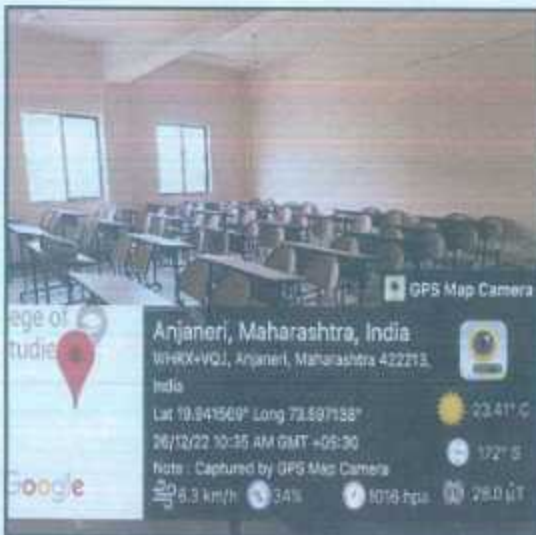 GPS Map Camera
ege of
tudie
Google
Anjaneri, Maharashtra, India
WHRX+VQJ, Anjaneri, Maharashtra 422213,
India
Lat 19.941569° Long 73.597138°
26/12/22 10:35 AM GMT +05:30
Note : Captured by GPS Map Camera
6.3 km/h
34%
1016 hpa
23.41° C
172° S
28.0 µT